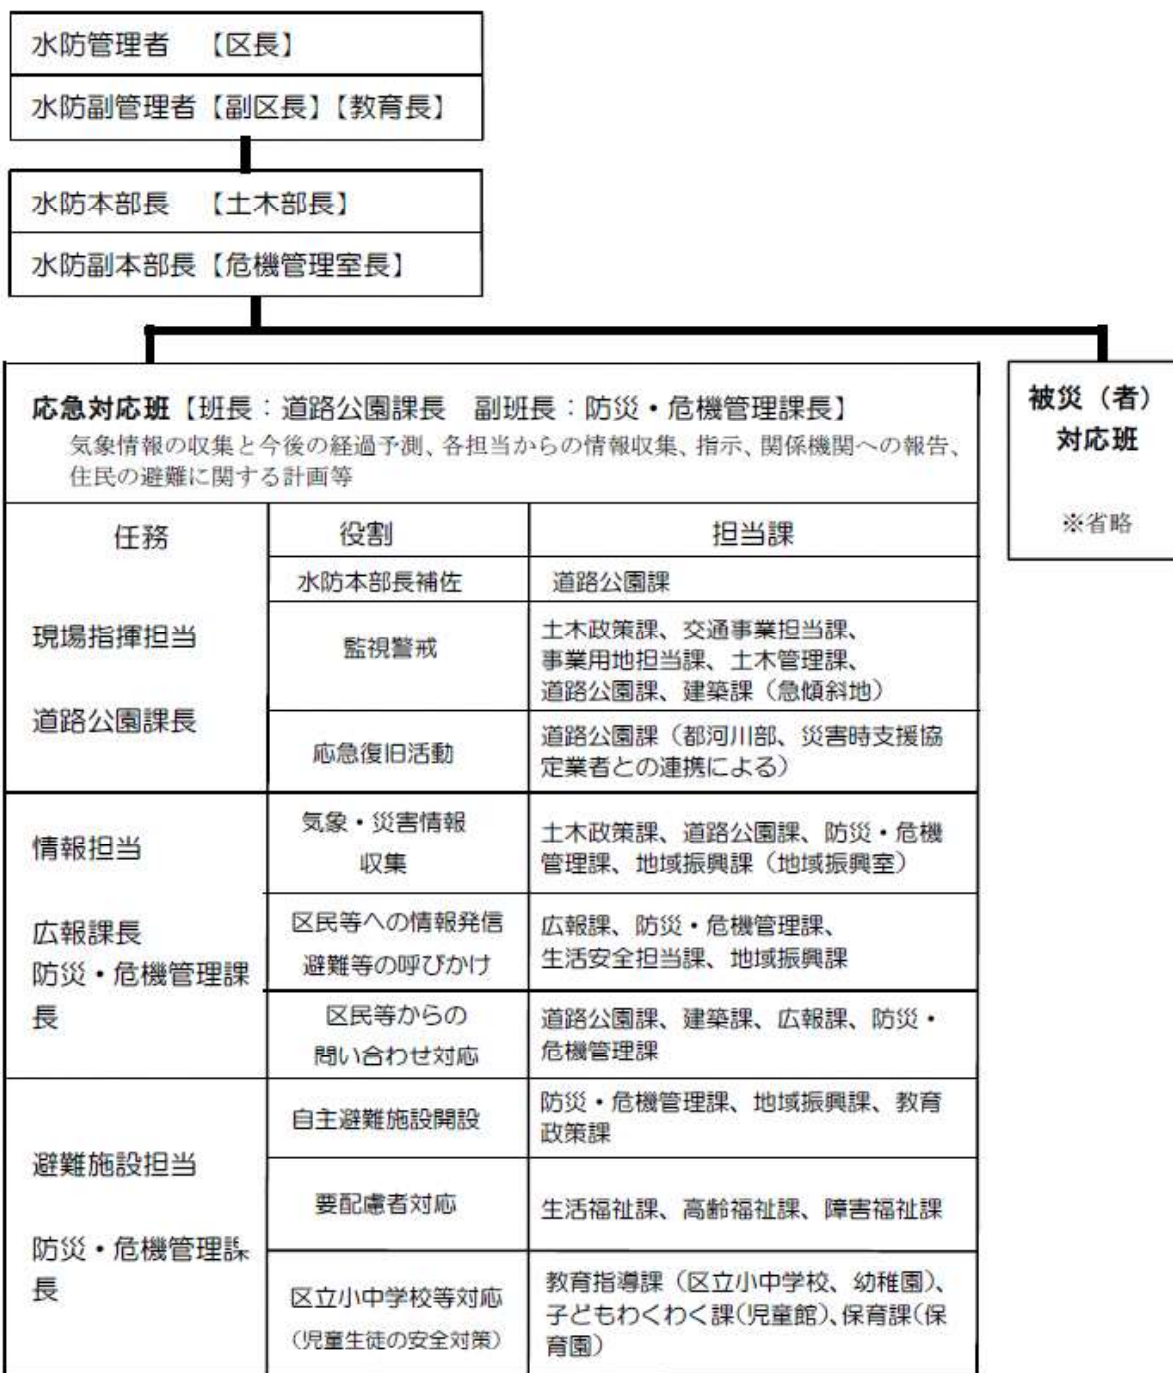 水防管理者　【区長】
水防副管理者【副区長】【教育長】
水防本部長　【土木部長】
水防副本部長【危機管理室長】
応急対応班【班長：道路公園課長　副班長：防災・危機管理課長】
気象情報の収集と今後の経過予測、各担当からの情報収集、指示、関係機関への報告、
住民の避難に関する計画等
被災（者）
対応班
※省略
任務
役割
担当課
現場指揮担当
道路公園課長
水防本部長補佐
道路公園課
監視警戒
土木政策課、交通事業担当課、
事業用地担当課、土木管理課、
道路公園課、建築課（急傾斜地）
応急復旧活動
道路公園課（都河川部、災害時支援協
定業者との連携による）
情報担当
広報課長
防災・危機管理課
長
気象・災害情報
収集
土木政策課、道路公園課、防災・危機
管理課、地域振興課（地域振興室）
区民等への情報発信
避難等の呼びかけ
広報課、防災・危機管理課、
生活安全担当課、地域振興課
区民等からの
問い合わせ対応
道路公園課、建築課、広報課、防災・
危機管理課
避難施設担当
防災・危機管理課
長
自主避難施設開設
防災・危機管理課、地域振興課、教育
政策課
要配慮者対応
生活福祉課、高齢福祉課、障害福祉課
区立小中学校等対応
（児童生徒の安全対策）
教育指導課（区立小中学校、幼稚園）、
子どもわくわく課（児童館）、保育課（保
育園）